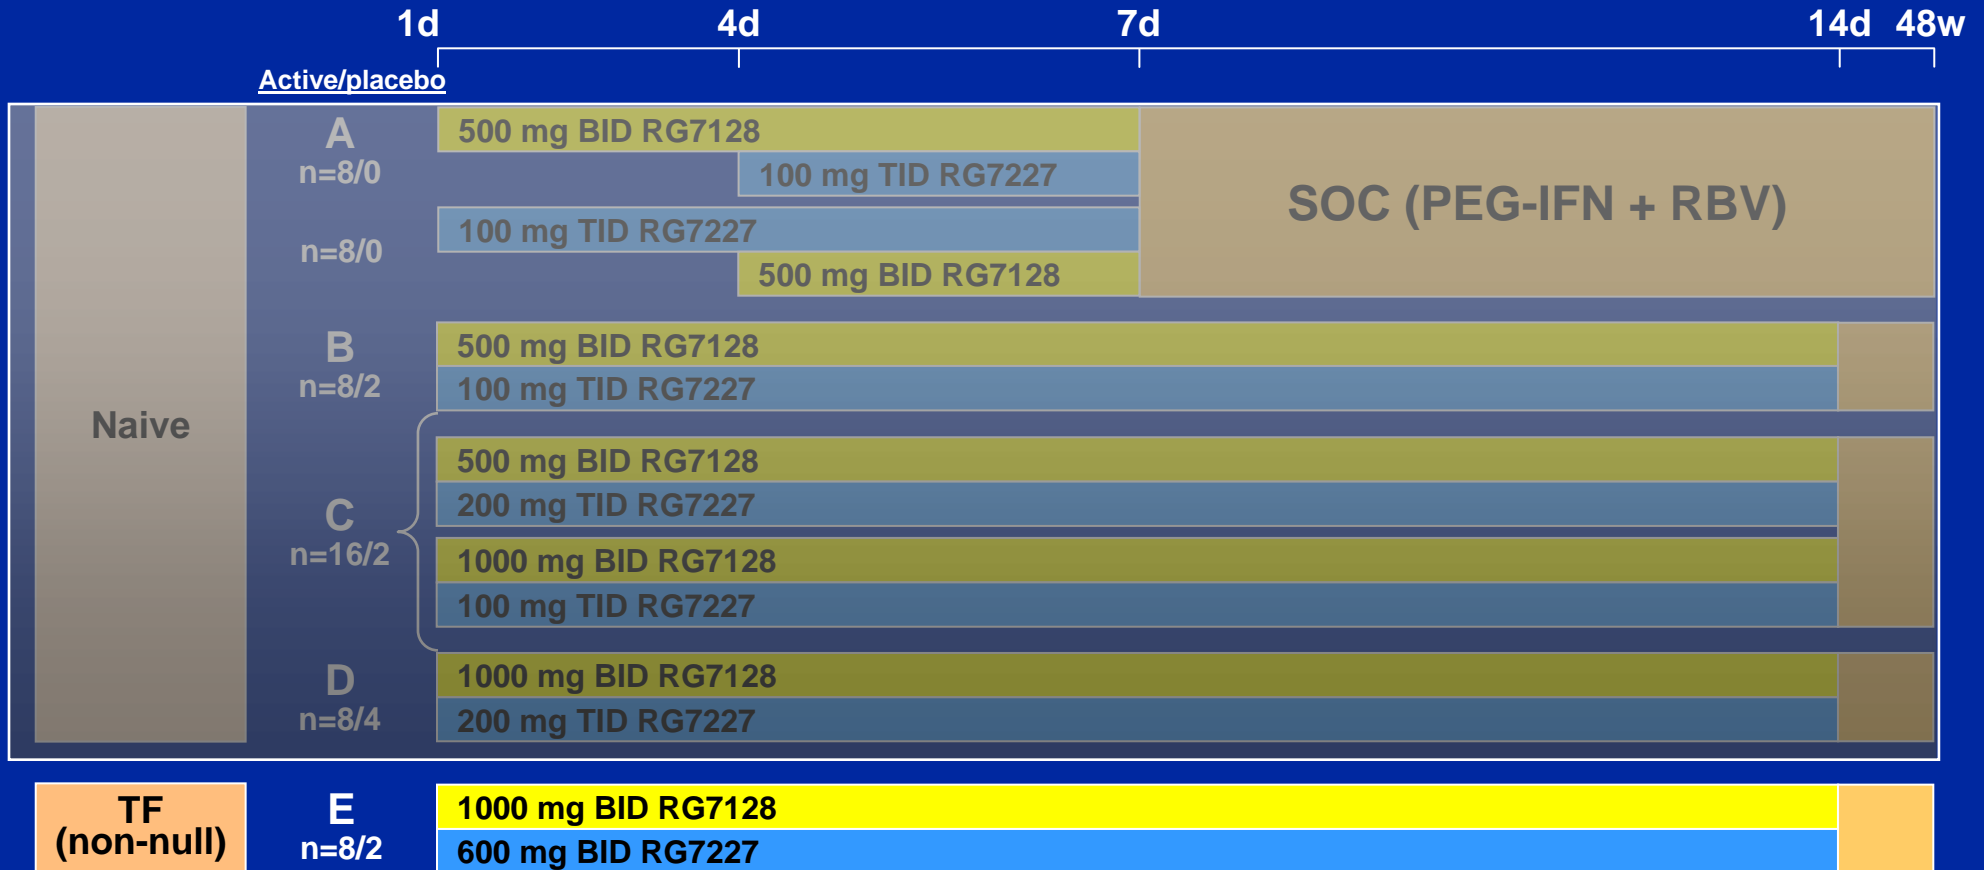 1d 4d 7d 14d 48w
Active/placebo
Naive
A
n=8/0
500 mg BID RG7128
100 mg TID RG7227
n=8/0
100 mg TID RG7227
500 mg BID RG7128
SOC (PEG-IFN + RBV)
B
n=8/2
500 mg BID RG7128
100 mg TID RG7227
C
n=16/2
500 mg BID RG7128
200 mg TID RG7227
1000 mg BID RG7128
100 mg TID RG7227
D
n=8/4
1000 mg BID RG7128
200 mg TID RG7227
TF
(non-null)
E
n=8/2
1000 mg BID RG7128
600 mg BID RG7227